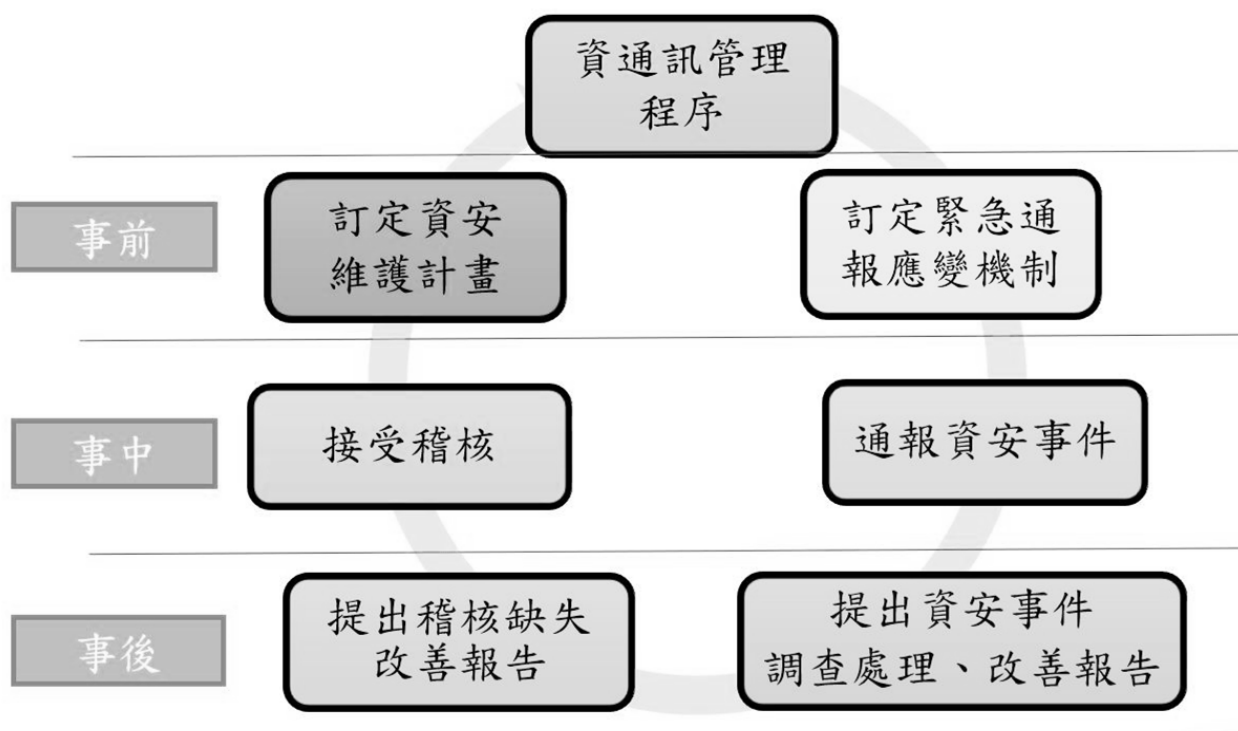 資通訊管理
程序
事前
訂定資安
維護計畫
訂定緊急通
報應變機制
事中
接受稽核
通報資安事件
事後
提出稽核缺失
改善報告
提出資安事件
調查處理、改善報告